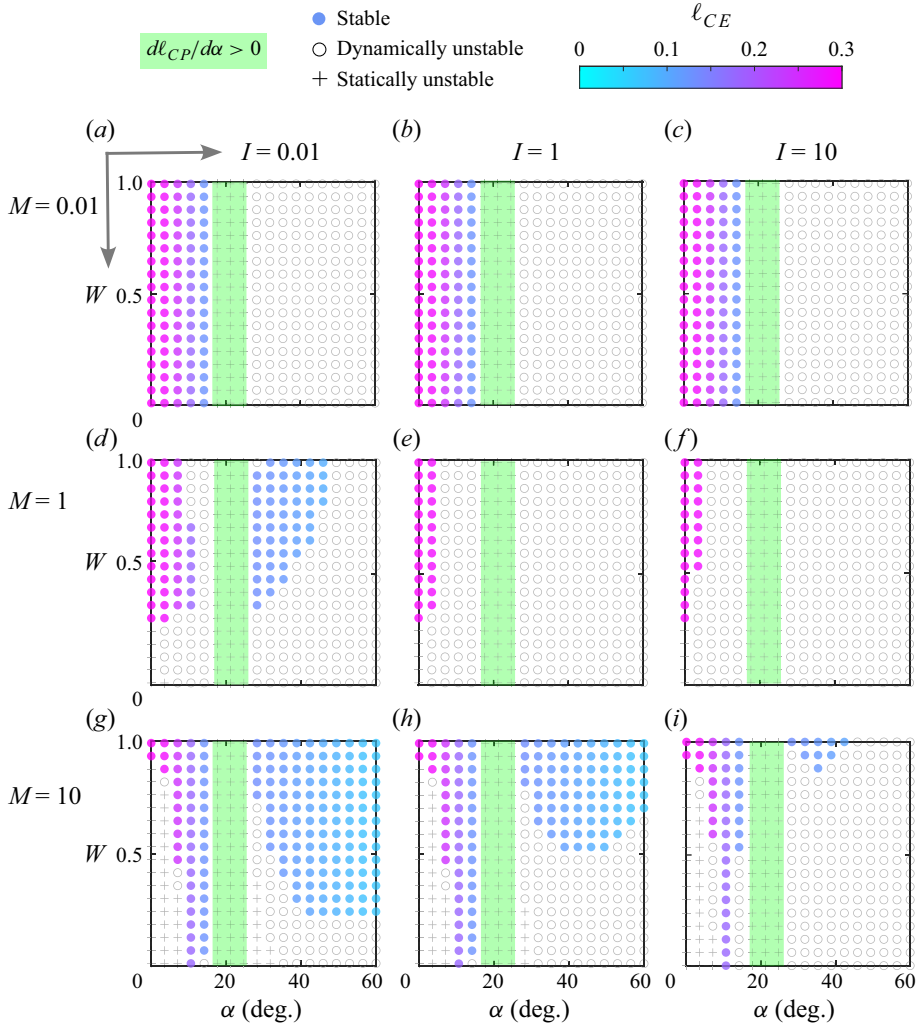 ℓ_CE
dℓ_CP/dα > 0
Stable
Dynamically unstable
Statically unstable
0 0.1 0.2 0.3
(a) (b) (c)
I = 0.01 I = 1 I = 10
M = 0.01
1.0
W 0.5
0
(d) (e) (f)
M = 1
1.0
W 0.5
0
(g) (h) (i)
M = 10
1.0
W 0.5
0 20 40 60 0 20 40 60 0 20 40 60
α (deg.) α (deg.) α (deg.)